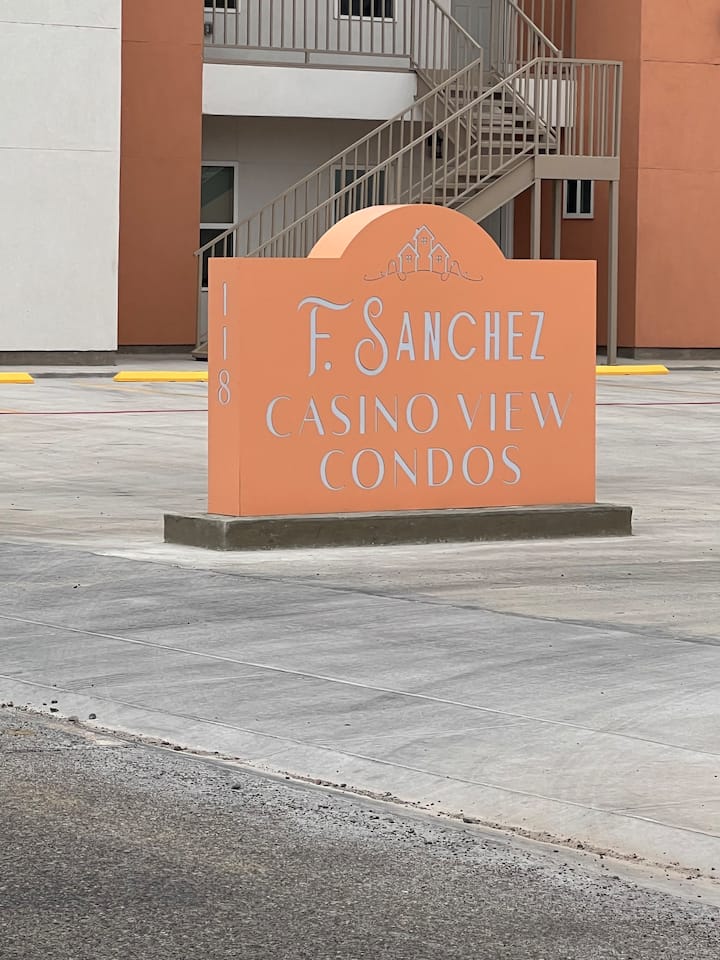 118
F. SANCHEZ
CASINO VIEW
CONDOS